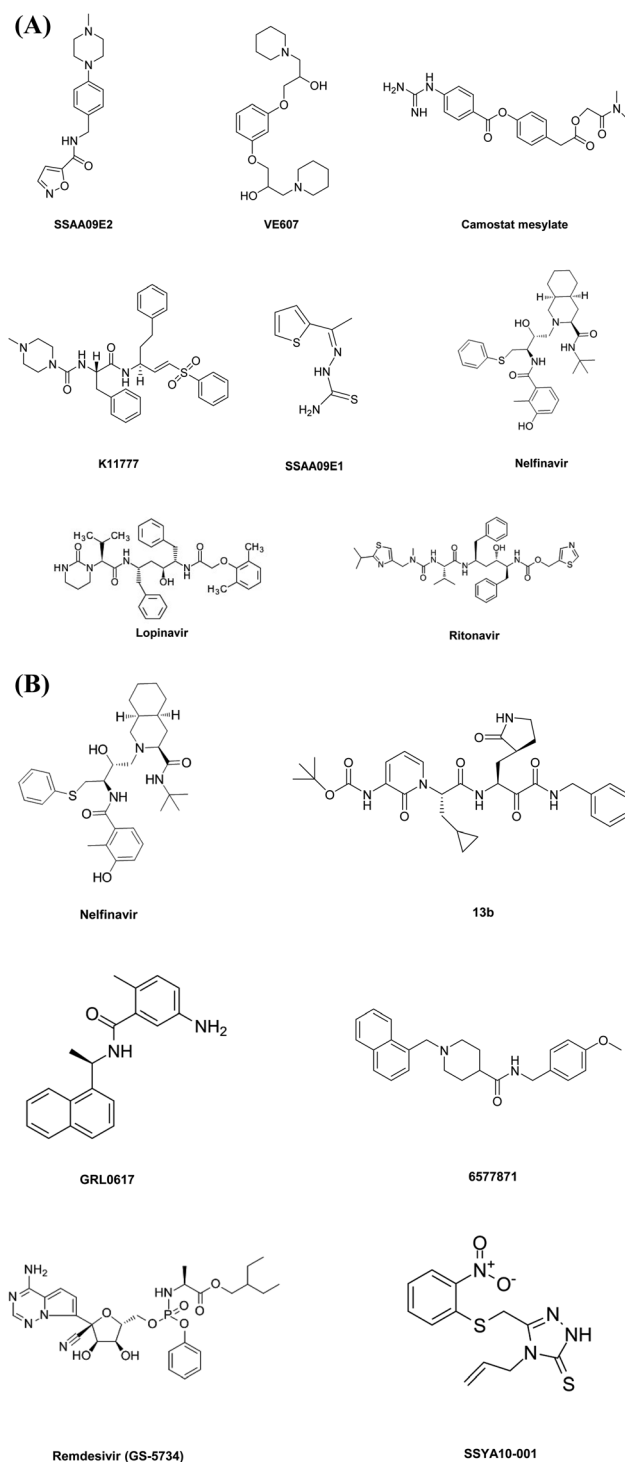 (A)
SSAA09E2
VE607
Camostat mesylate
K11777
SSAA09E1
Nelfinavir
Lopinavir
Ritonavir
(B)
Nelfinavir
13b
GRL0617
6577871
Remdesivir (GS-5734)
SSYA10-001